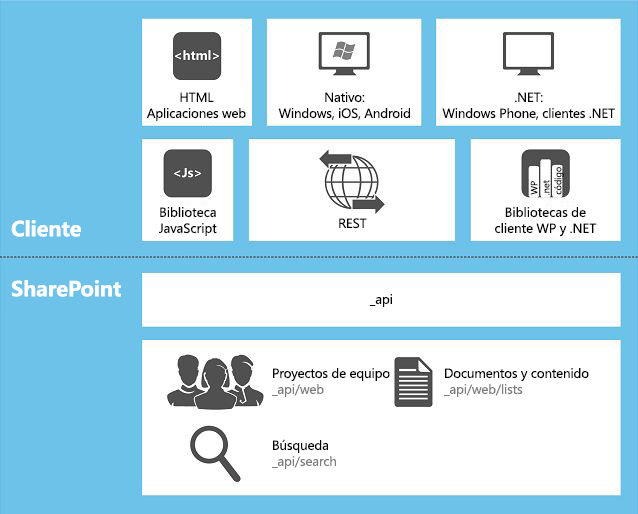 <html>
HTML
Aplicaciones web
Nativo:
Windows, iOS, Android
.NET:
Windows Phone, clientes .NET
<Js>
Biblioteca
JavaScript
REST
WP
.net
código
Bibliotecas de
cliente WP y .NET
Cliente
SharePoint
_api
Proyectos de equipo
_api/web
Documentos y contenido
_api/web/lists
Búsqueda
_api/search